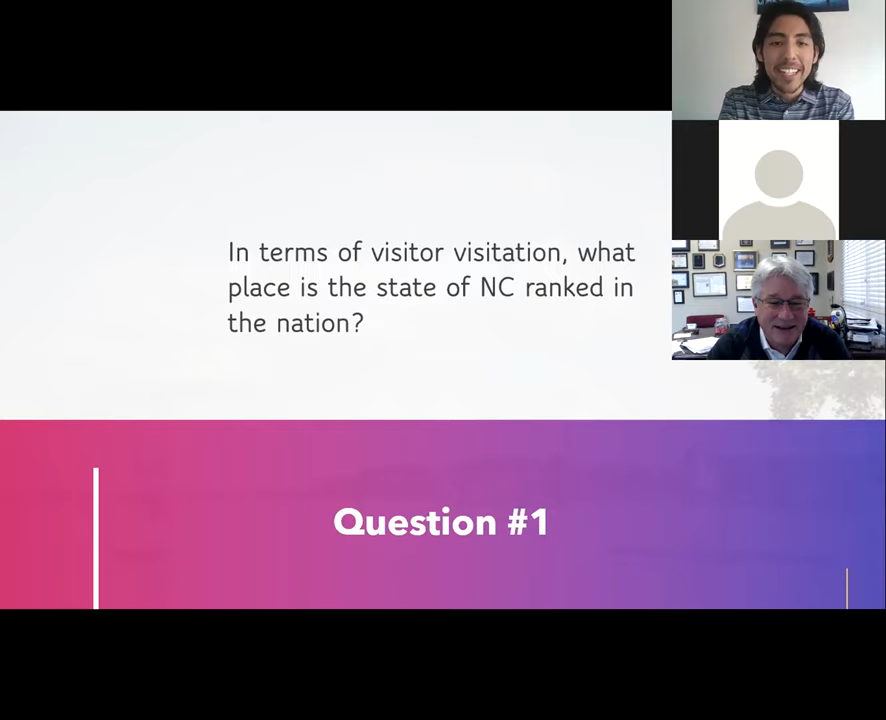 In terms of visitor visitation, what
place is the state of NC ranked in
the nation?
Question #1